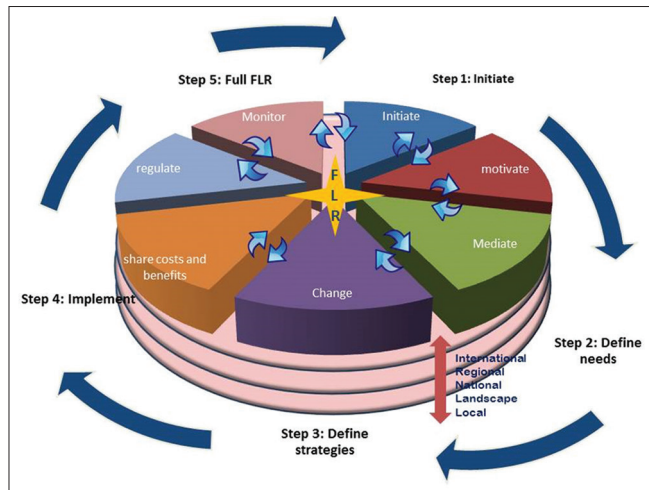 Step 5: Full FLR
Step 1: Initiate
Monitor
Initiate
regulate
motivate
F
L
R
share costs and
benefits
Mediate
Change
Step 4: Implement
Step 2: Define
needs
International
Regional
National
Landscape
Local
Step 3: Define
strategies